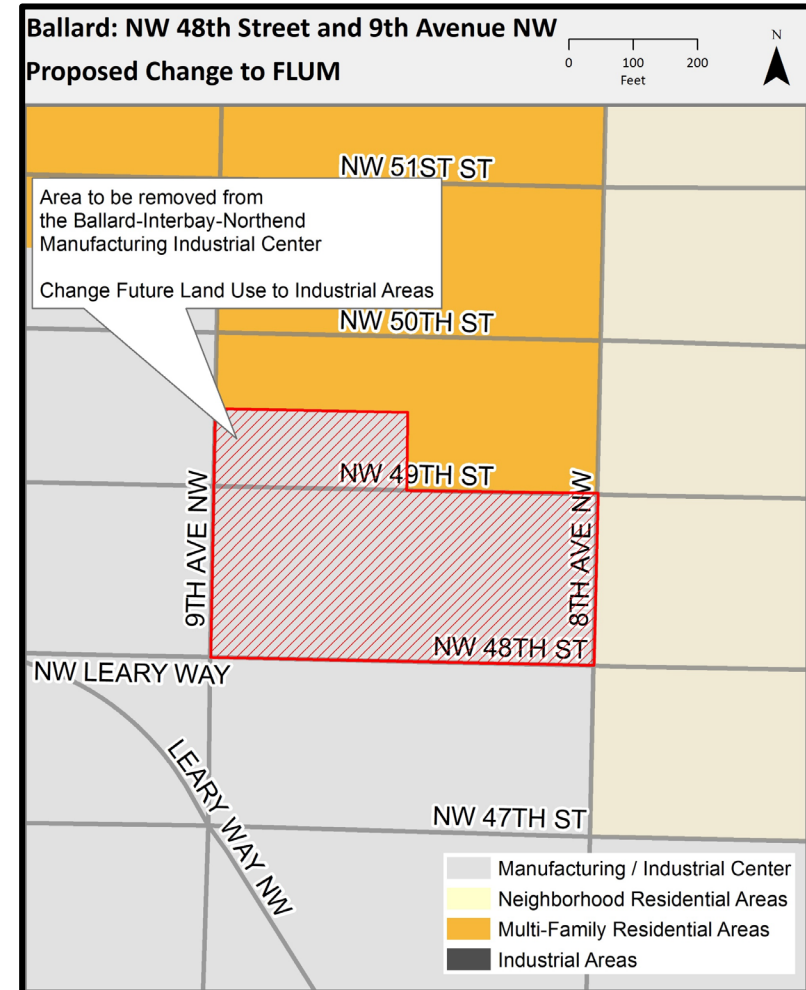 Ballard: NW 48th Street and 9th Avenue NW
Proposed Change to FLUM
0 100 200
Feet
N
NW 51ST ST
Area to be removed from
the Ballard-Interbay-Northend
Manufacturing Industrial Center
Change Future Land Use to Industrial Areas
NW 50TH ST
NW 49TH ST
9TH AVE NW
8TH AVE NW
NW 48TH ST
NW LEARY WAY
LEARY WAY NW
NW 47TH ST
Manufacturing / Industrial Center
Neighborhood Residential Areas
Multi-Family Residential Areas
Industrial Areas